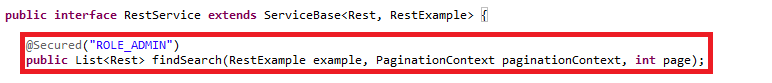 public interface RestService extends ServiceBase<Rest, RestExample> {
@Secured("ROLE_ADMIN")
public List<Rest> findSearch(RestExample example, PaginationContext paginationContext, int page);